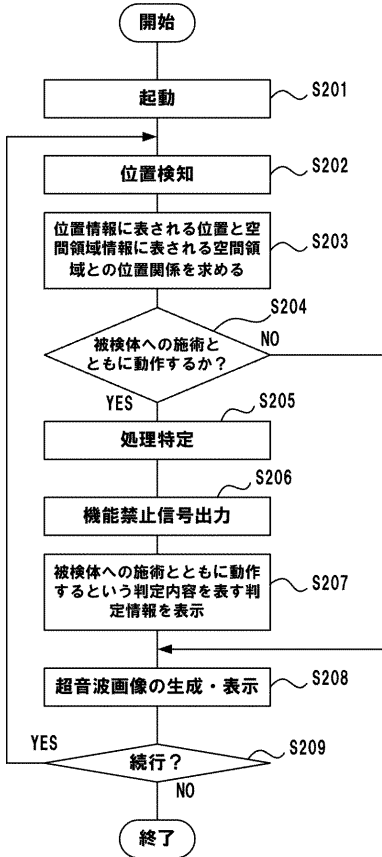 開始
起動
S201
位置検知
S202
位置情報に表される位置と空
間領域情報に表される空間領
域との位置関係を求める
S203
S204
被検体への施術と
ともに動作するか？
NO
YES
S205
処理特定
S206
機能禁止信号出力
被検体への施術とともに動作
するという判定内容を表す判
定情報を表示
S207
超音波画像の生成・表示
S208
YES
続行？
S209
NO
終了